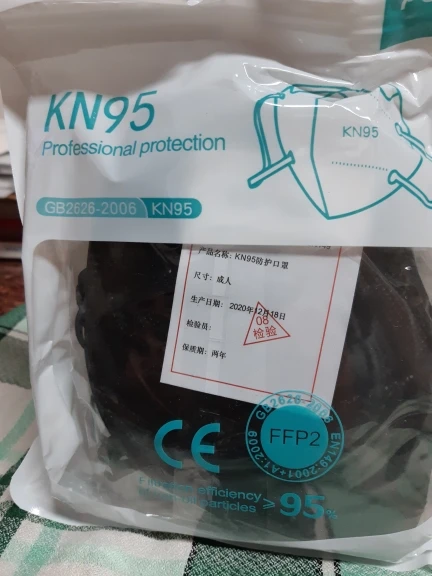 KN95
Professional protection
KN95
GB2626-2006 KN95
产品名称: KN95防护口罩
尺寸: 成人
生产日期: 2020年12月18日
检验员:
08
检验
保质期: 两年
CE
GB2626-2006
FFP2
EN149:2001+A1:2009
efficiency
particles ≥ 95%